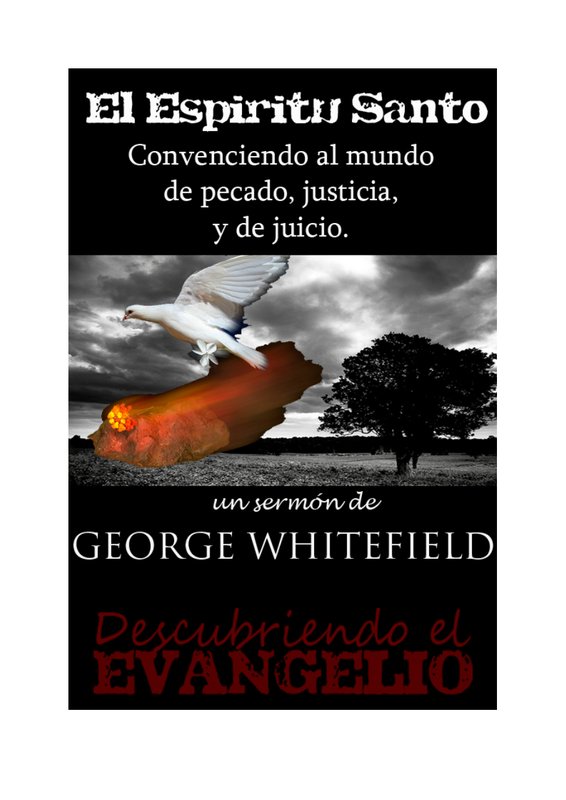 El Espiritu Santo
Convenciendo al mundo
de pecado, justicia,
y de juicio.
un sermón de
GEORGE WHITEFIELD
Descubriendo el
EVANGELIO